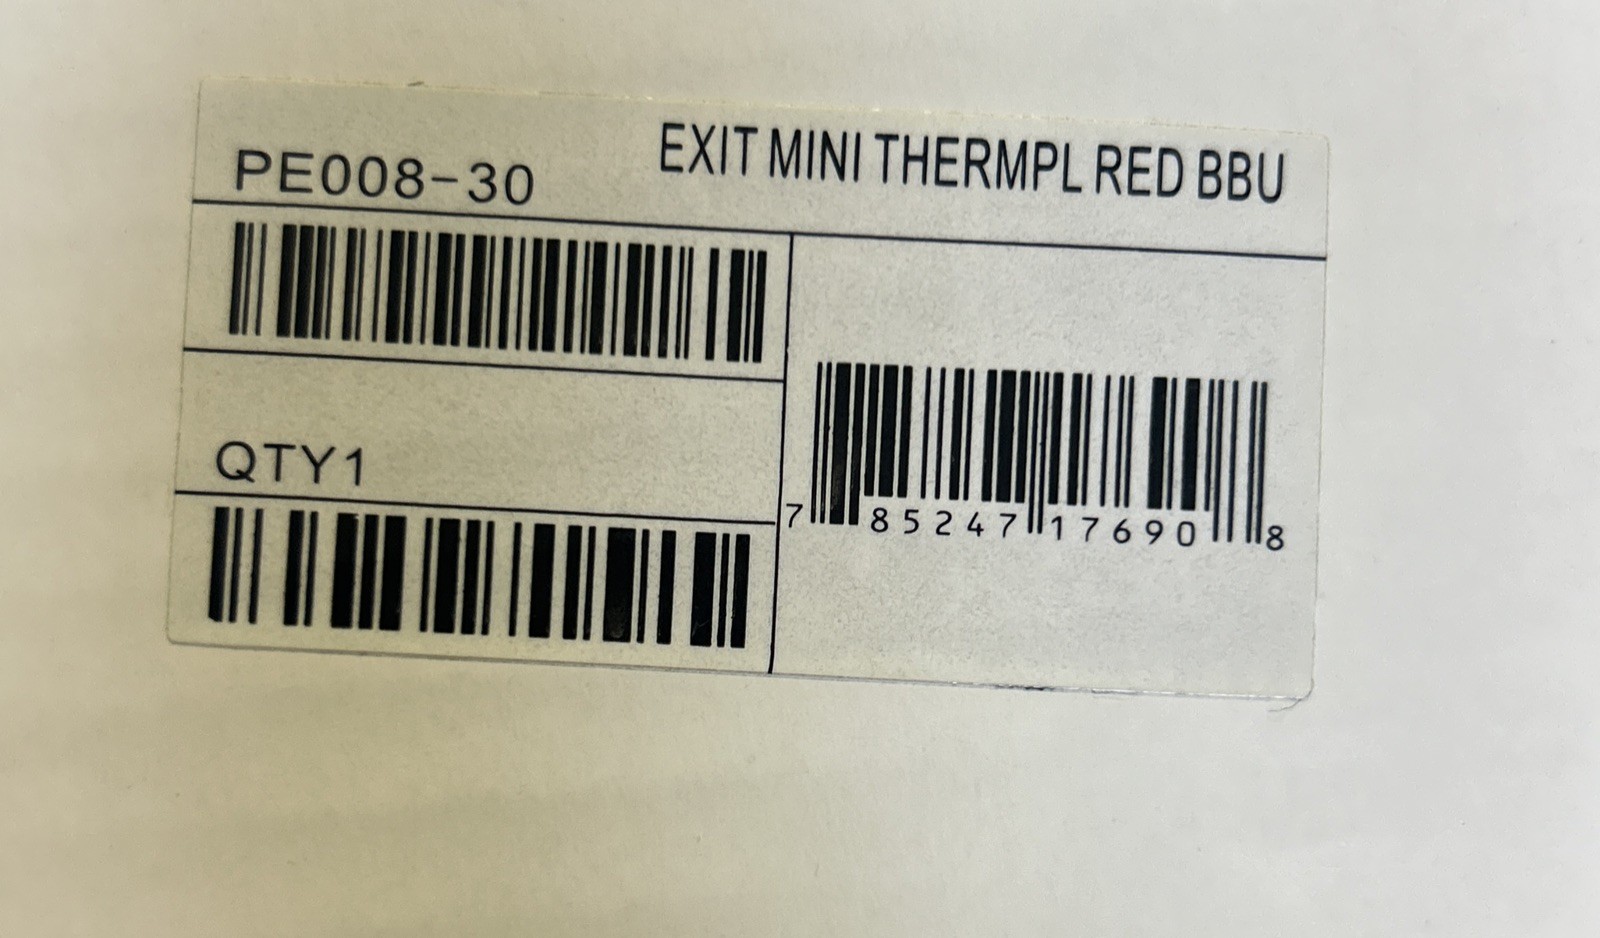 PE008-30
EXIT MINI THERMPL RED BBU
QTY1
7 85247 17690 8